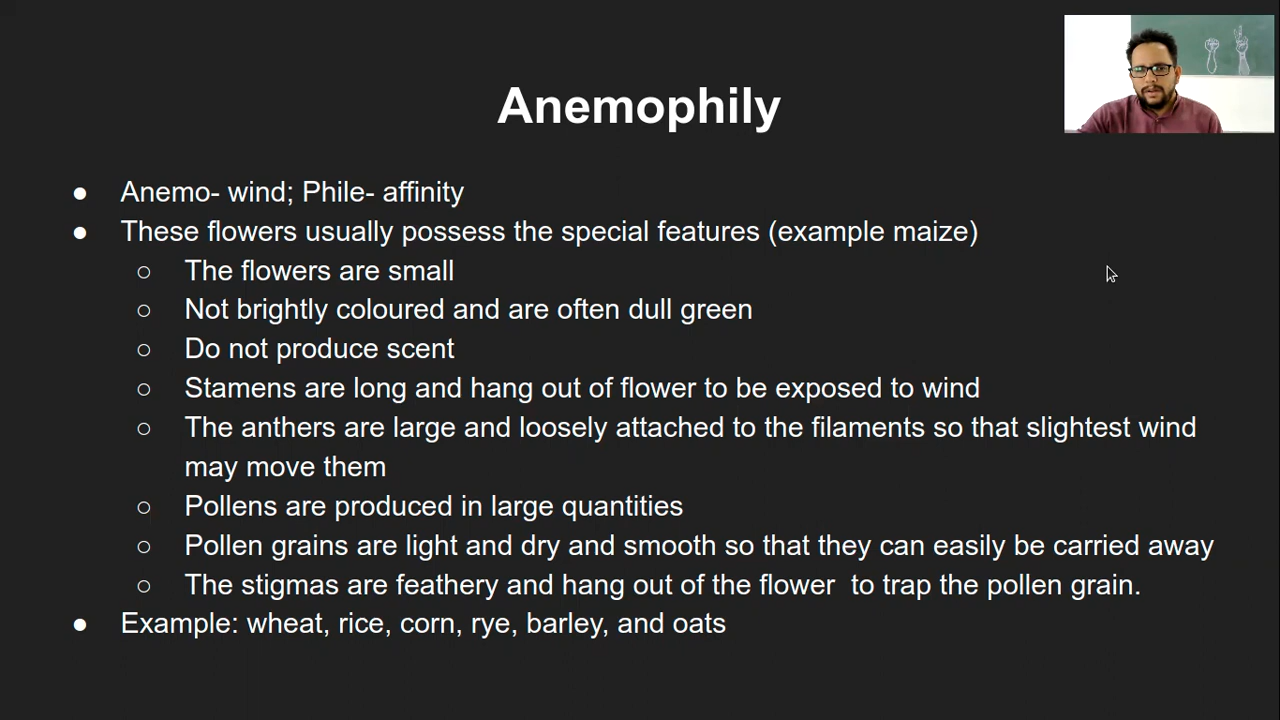 Anemophily
● Anemo- wind; Phile- affinity
● These flowers usually possess the special features (example maize)
○ The flowers are small
○ Not brightly coloured and are often dull green
○ Do not produce scent
○ Stamens are long and hang out of flower to be exposed to wind
○ The anthers are large and loosely attached to the filaments so that slightest wind
may move them
○ Pollens are produced in large quantities
○ Pollen grains are light and dry and smooth so that they can easily be carried away
○ The stigmas are feathery and hang out of the flower  to trap the pollen grain.
● Example: wheat, rice, corn, rye, barley, and oats